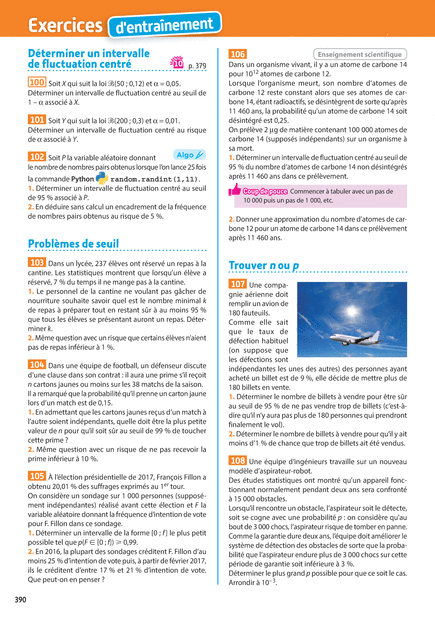 Exercices d'entraînement
Déterminer un intervalle
de fluctuation centré
10 p. 379
100 Soit X qui suit la loi ℬ(50 ; 0,12) et α = 0,05.
Déterminer un intervalle de fluctuation centré au seuil de
1 – α associé à X.
101 Soit Y qui suit la loi ℬ(200 ; 0,3) et α = 0,01.
Déterminer un intervalle de fluctuation centré au risque
de α associé à Y.
102 Soit P la variable aléatoire donnant
Algo
le nombre de nombres pairs obtenus lorsque l'on lance 25 fois
la commande Python random.randint(1,11).
1. Déterminer un intervalle de fluctuation centré au seuil
de 95 % associé à P.
2. En déduire sans calcul un encadrement de la fréquence
de nombres pairs obtenus au risque de 5 %.
Problèmes de seuil
103 Dans un lycée, 237 élèves ont réservé un repas à la
cantine. Les statistiques montrent que lorsqu'un élève a
réservé, 7 % du temps il ne mange pas à la cantine.
1. Le personnel de la cantine ne voulant pas gâcher de
nourriture souhaite savoir quel est le nombre minimal k
de repas à préparer tout en restant sûr à au moins 95 %
que tous les élèves se présentant auront un repas. Déter-
miner k.
2. Même question avec un risque que certains élèves n'aient
pas de repas inférieur à 1 %.
104 Dans une équipe de football, un défenseur discute
d'une clause dans son contrat : il aura une prime s'il reçoit
n cartons jaunes ou moins sur les 38 matchs de la saison.
Il a remarqué que la probabilité qu'il prenne un carton jaune
lors d'un match est de 0,15.
1. En admettant que les cartons jaunes reçus d'un match à
l'autre soient indépendants, quelle doit être la plus petite
valeur de n pour qu'il soit sûr au seuil de 99 % de toucher
cette prime ?
2. Même question avec un risque de ne pas recevoir la
prime inférieur à 10 %.
105 À l'élection présidentielle de 2017, François Fillon a
obtenu 20,01 % des suffrages exprimés au 1er tour.
On considère un sondage sur 1 000 personnes (supposé-
ment indépendantes) réalisé avant cette élection et F la
variable aléatoire donnant la fréquence d'intention de vote
pour F. Fillon dans ce sondage.
1. Déterminer un intervalle de la forme [0 ; f] le plus petit
possible tel que p(F ∈ [0 ; f]) ⩾ 0,99.
2. En 2016, la plupart des sondages créditent F. Fillon d'au
moins 25 % d'intention de vote puis, à partir de février 2017,
ils le créditent d'entre 17 % et 21 % d'intention de vote.
Que peut-on en penser ?
106 Enseignement scientifique
Dans un organisme vivant, il y a un atome de carbone 14
pour 10¹² atomes de carbone 12.
Lorsque l'organisme meurt, son nombre d'atomes de
carbone 12 reste constant alors que ses atomes de car-
bone 14, étant radioactifs, se désintègrent de sorte qu'après
11 460 ans, la probabilité qu'un atome de carbone 14 soit
désintégré est de 0,25.
On prélève 2 μg de matière contenant 100 000 atomes de
carbone 14 (supposés indépendants) sur un organisme à
sa mort.
1. Déterminer un intervalle de fluctuation centré au seuil de
95 % du nombre d'atomes de carbone 14 non désintégrés
après 11 460 ans dans ce prélèvement.
Coup de pouce Commencer à tabuler avec un pas de
10 000 puis un pas de 1 000, etc.
2. Donner une approximation du nombre d'atomes de car-
bone 12 pour un atome de carbone 14 dans ce prélèvement
après 11 460 ans.
Trouver n ou p
107 Une compa-
gnie aérienne doit
remplir un avion de
180 fauteuils.
Comme elle sait
que le taux de
défection habituel
(on suppose que
les défections sont
indépendantes les unes des autres) des personnes ayant
acheté un billet est de 9 %, elle décide de mettre plus de
180 billets en vente.
1. Déterminer le nombre de billets à vendre pour être sûr
au seuil de 95 % de ne pas vendre trop de billets (c'est-à-
dire qu'il n'y aura pas plus de 180 personnes qui prendront
finalement le vol).
2. Déterminer le nombre de billets à vendre pour qu'il y ait
moins d'1 % de chance que trop de billets ait été vendus.
108 Une équipe d'ingénieurs travaille sur un nouveau
modèle d'aspirateur-robot.
Des études statistiques ont montré qu'un appareil fonc-
tionnant normalement pendant deux ans sera confronté
à 15 000 obstacles.
Lorsqu'il rencontre un obstacle, l'aspirateur soit le détecte,
soit se cogne avec une probabilité p : on considère qu'au
bout de 3 000 chocs, l'aspirateur risque de tomber en panne.
Comme la garantie dure deux ans, l'équipe doit améliorer le
système de détection des obstacles de sorte que la proba-
bilité que l'aspirateur endure plus de 3 000 chocs sur cette
période de garantie soit inférieure à 3 %.
Déterminer le plus grand p possible pour que ce soit le cas.
Arrondir à 10⁻³.
390